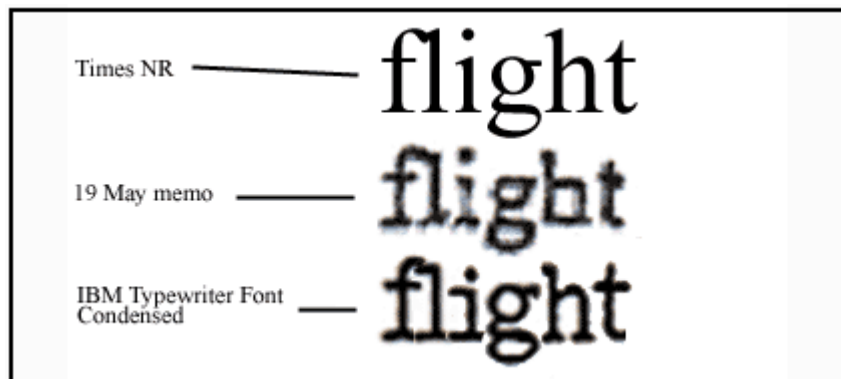 Times NR flight
19 May memo flight
IBM Typewriter Font flight
Condensed